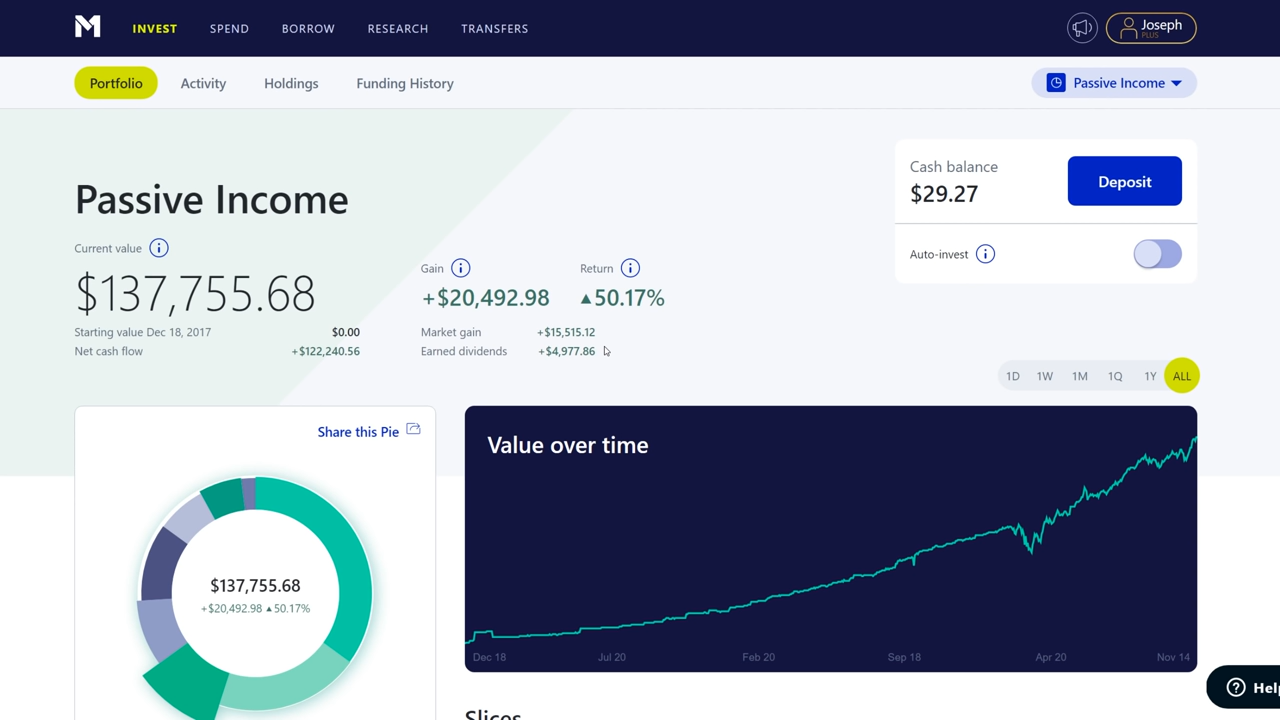 M INVEST SPEND BORROW RESEARCH TRANSFERS Joseph
PLUS
Portfolio Activity Holdings Funding History Passive Income
Cash balance
$29.27
Deposit
Auto-invest
Passive Income
Current value
$137,755.68
Starting value Dec 18, 2017 $0.00
Net cash flow +$122,240.56
Gain Return
+$20,492.98 ▲50.17%
Market gain +$15,515.12
Earned dividends +$4,977.86
1D 1W 1M 1Q 1Y ALL
Share this Pie
$137,755.68
+$20,492.98 ▲50.17%
Value over time
Dec 18 Jul 20 Feb 20 Sep 18 Apr 20 Nov 14
Slices
Help